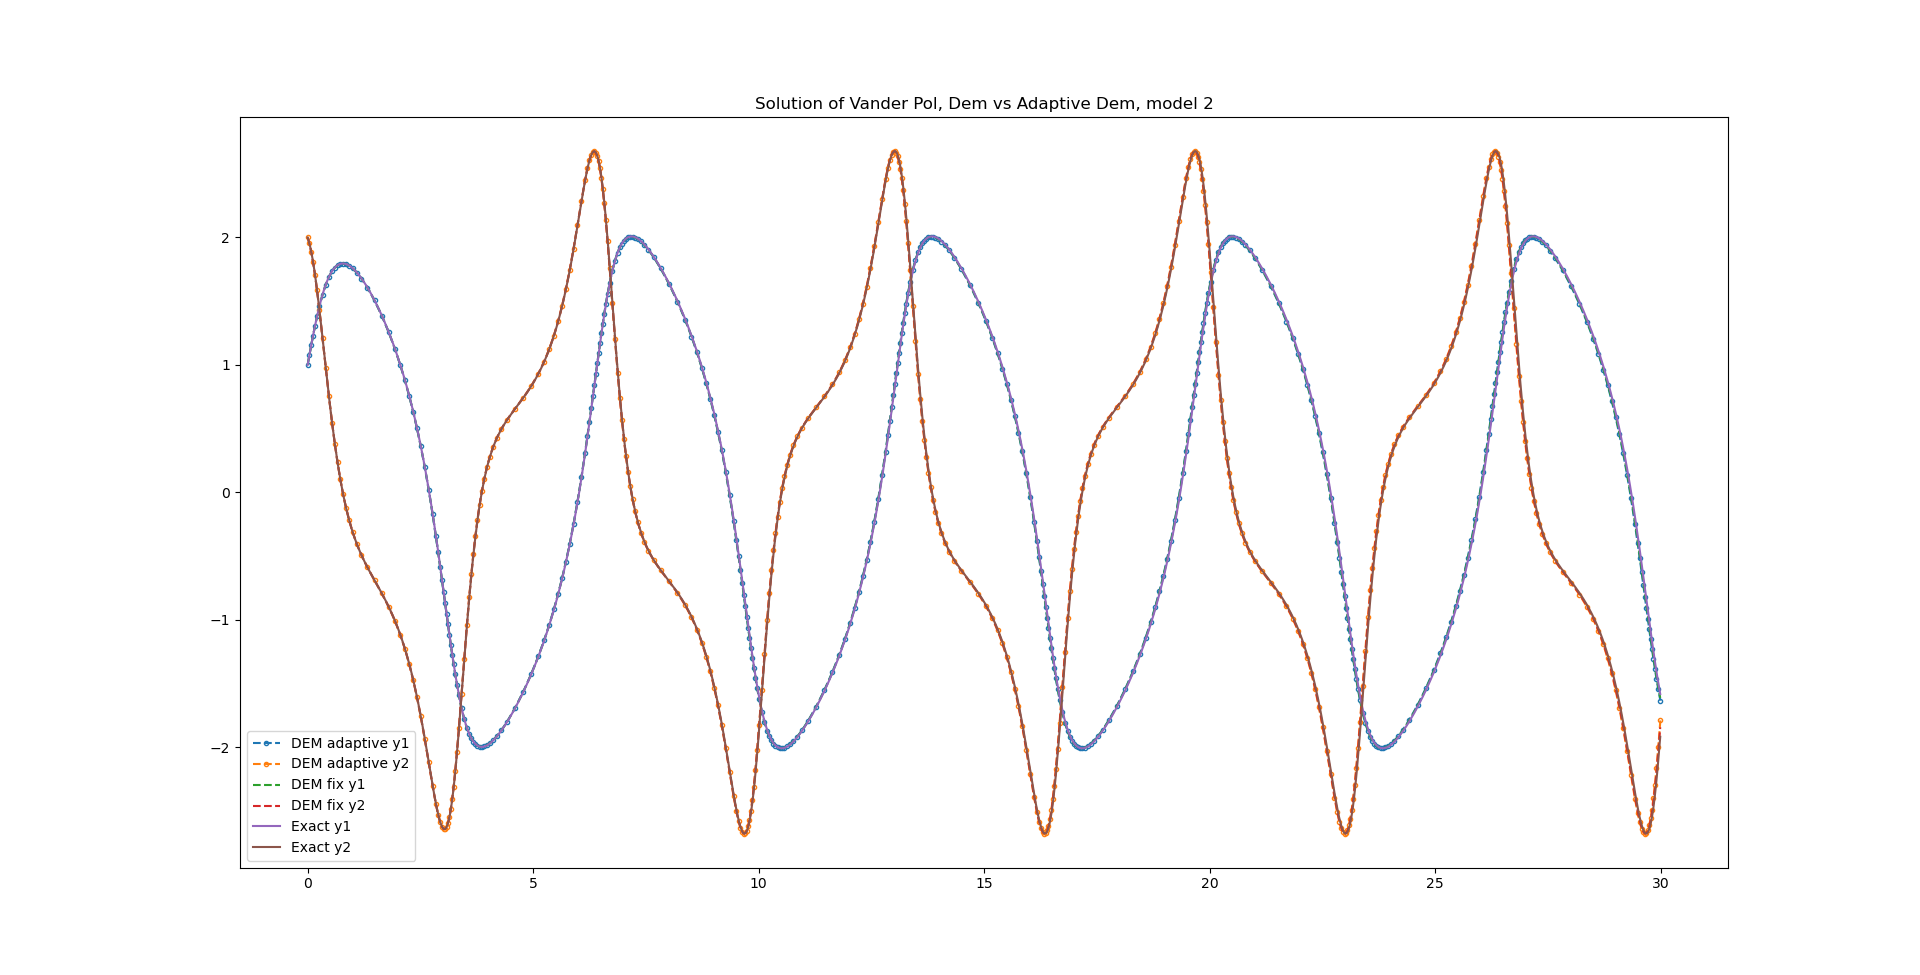 Solution of Vander Pol, Dem vs Adaptive Dem, model 2
2
1
0
−1
−2
DEM adaptive y1
DEM adaptive y2
DEM fix y1
DEM fix y2
Exact y1
Exact y2
0 5 10 15 20 25 30